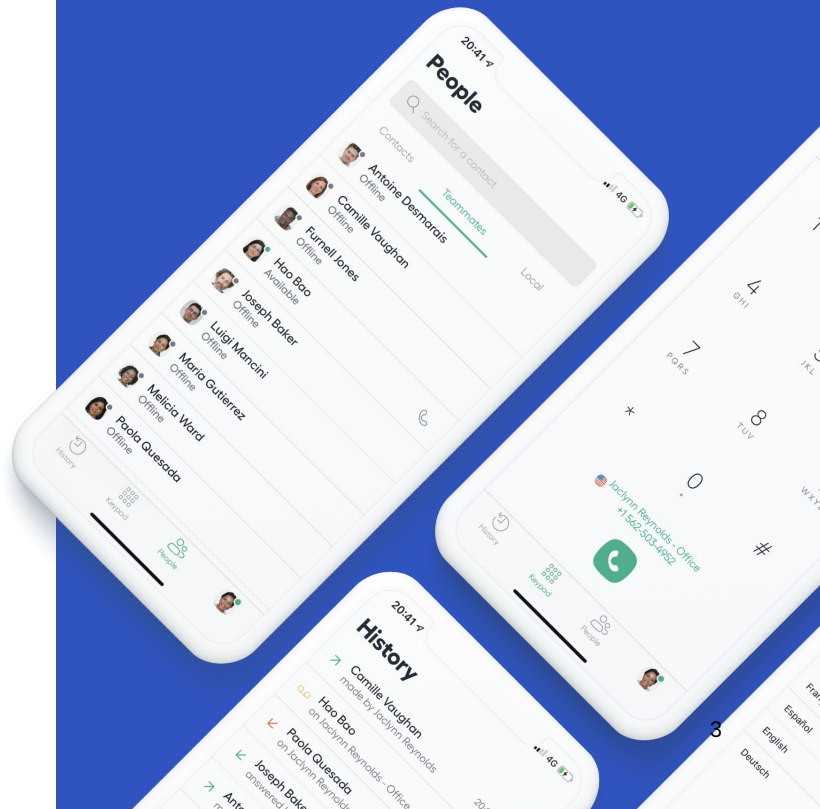 20:41
4G
People
Search for a contact
Contacts
Teammates
Local
Antoine Desmarais
Offline
Camille Vaughan
Offline
Furnell Jones
Offline
Hao Bao
Available
Joseph Baker
Offline
Luigi Mancini
Offline
Maria Gutierrez
Offline
Melicia Ward
Offline
Paola Quesada
Offline
History
Keypad
People
4
GHI
7
PQRS
JKL
8
TUV
*
0
#
Jaclynn Reynolds - Office
+1 562-503-4952
History
Keypad
People
20:41
4G
History
Camille Vaughan
made by Jaclynn Reynolds
Hao Bao
on Jaclynn Reynolds - Office
Paola Quesada
on Jaclynn
Joseph
answered
Español
English
Deutsch
3